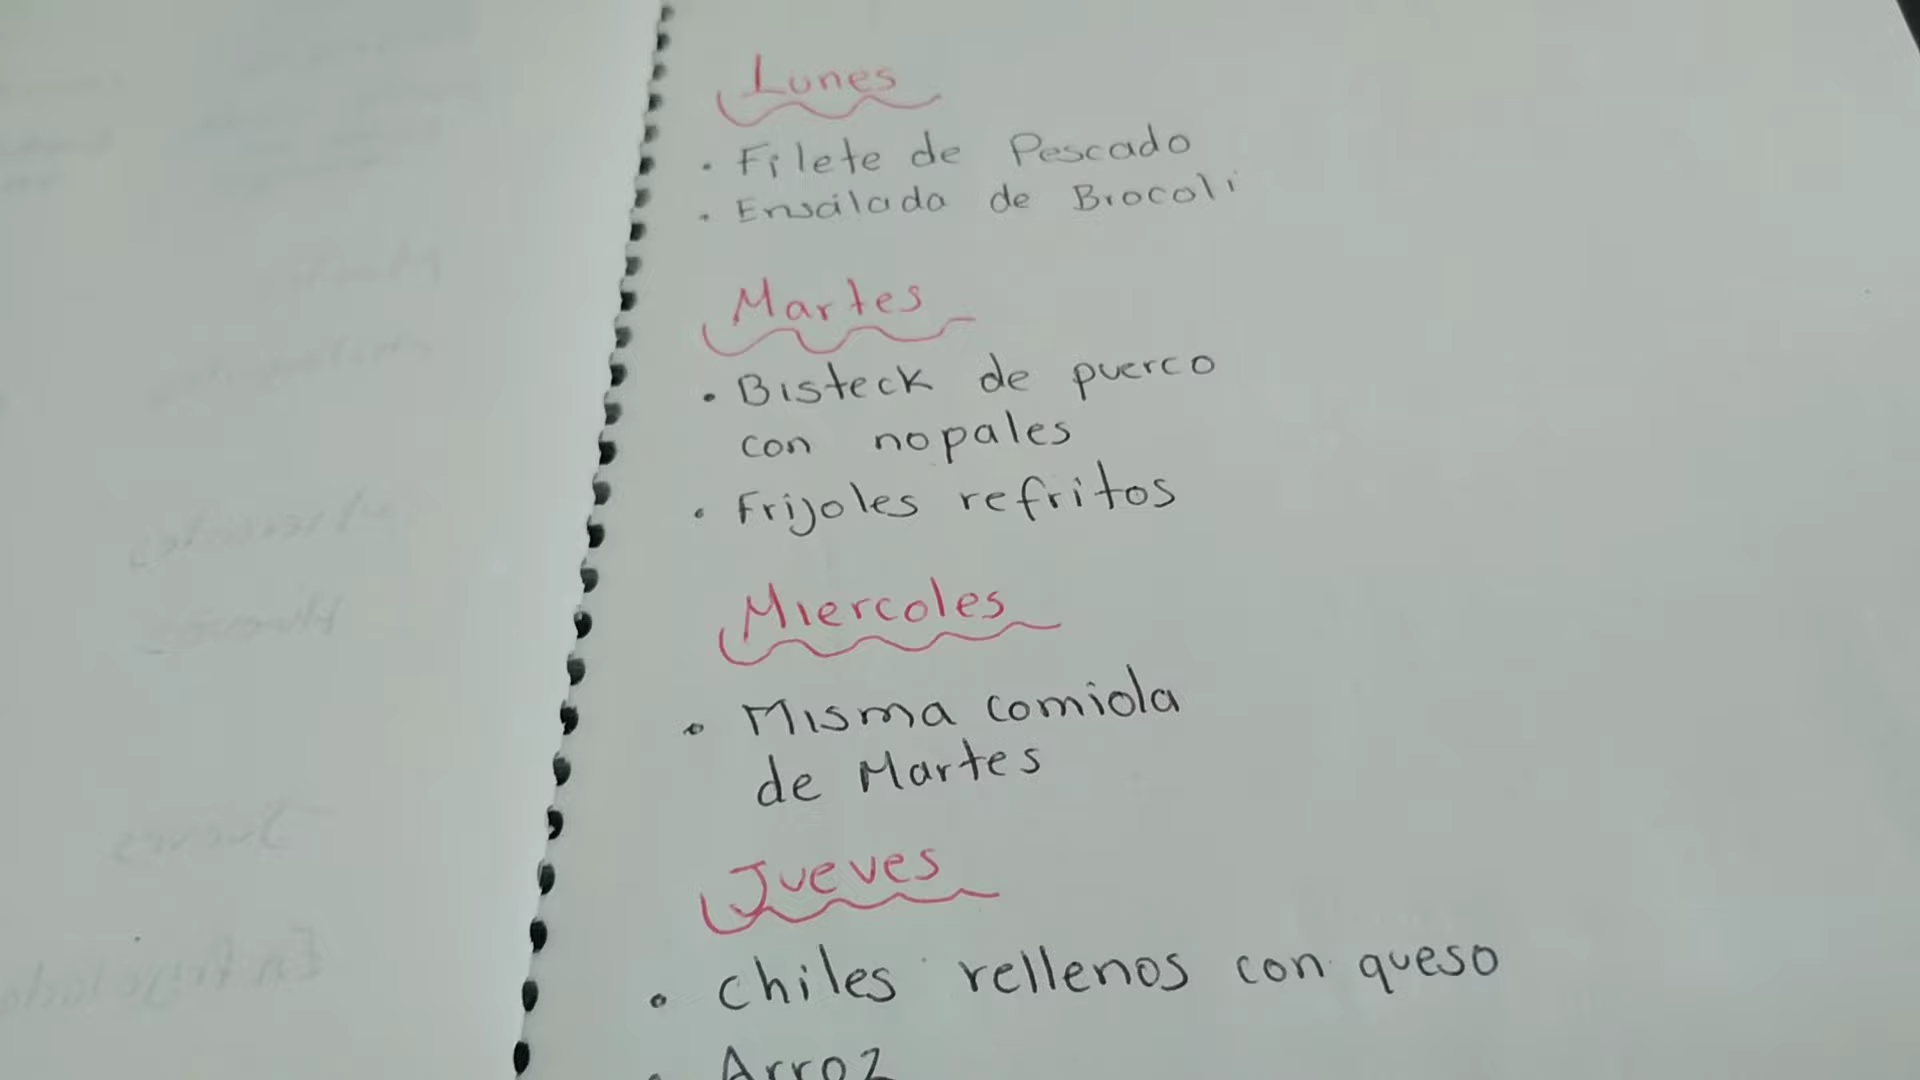 Lunes
• Filete de Pescado
• Ensalada de Brocoli
Martes
• Bisteck de puerco
con nopales
• Frijoles refritos
Miercoles
• Misma comida
de Martes
Jueves
• chiles rellenos con queso
• Arroz